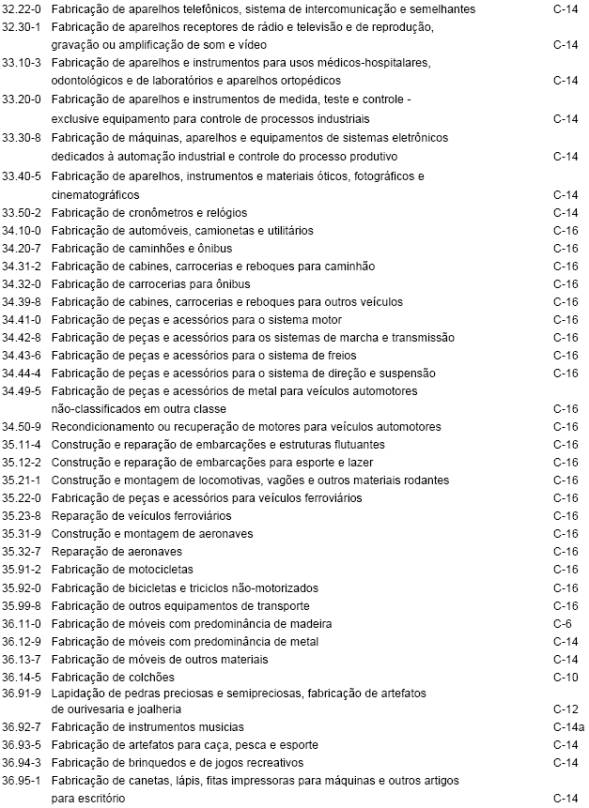 32.22-0 Fabricação de aparelhos telefônicos, sistema de intercomunicação e semelhantes C-14
32.30-1 Fabricação de aparelhos receptores de rádio e televisão e de reprodução,
gravação ou amplificação de som e vídeo C-14
33.10-3 Fabricação de aparelhos e instrumentos para usos médicos-hospitalares,
odontológicos e de laboratórios e aparelhos ortopédicos C-14
33.20-0 Fabricação de aparelhos e instrumentos de medida, teste e controle -
exclusive equipamento para controle de processos industriais C-14
33.30-8 Fabricação de máquinas, aparelhos e equipamentos de sistemas eletrônicos
dedicados à automação industrial e controle do processo produtivo C-14
33.40-5 Fabricação de aparelhos, instrumentos e materiais óticos, fotográficos e
cinematográficos C-14
33.50-2 Fabricação de cronômetros e relógios C-14
34.10-0 Fabricação de automóveis, camionetas e utilitários C-16
34.20-7 Fabricação de caminhões e ônibus C-16
34.31-2 Fabricação de cabines, carrocerias e reboques para caminhão C-16
34.32-0 Fabricação de carrocerias para ônibus C-16
34.39-8 Fabricação de cabines, carrocerias e reboques para outros veículos C-16
34.41-0 Fabricação de peças e acessórios para o sistema motor C-16
34.42-8 Fabricação de peças e acessórios para os sistemas de marcha e transmissão C-16
34.43-6 Fabricação de peças e acessórios para o sistema de freios C-16
34.44-4 Fabricação de peças e acessórios para o sistema de direção e suspensão C-16
34.49-5 Fabricação de peças e acessórios de metal para veículos automotores
não-classificados em outra classe C-16
34.50-9 Recondicionamento ou recuperação de motores para veículos automotores C-16
35.11-4 Construção e reparação de embarcações e estruturas flutuantes C-16
35.12-2 Construção e reparação de embarcações para esporte e lazer C-16
35.21-1 Construção e montagem de locomotivas, vagões e outros materiais rodantes C-16
35.22-0 Fabricação de peças e acessórios para veículos ferroviários C-16
35.23-8 Reparação de veículos ferroviários C-16
35.31-9 Construção e montagem de aeronaves C-16
35.32-7 Reparação de aeronaves C-16
35.91-2 Fabricação de motocicletas C-16
35.92-0 Fabricação de bicicletas e triciclos não-motorizados C-16
35.99-8 Fabricação de outros equipamentos de transporte C-16
36.11-0 Fabricação de móveis com predominância de madeira C-6
36.12-9 Fabricação de móveis com predominância de metal C-14
36.13-7 Fabricação de móveis de outros materiais C-14
36.14-5 Fabricação de colchões C-10
36.91-9 Lapidação de pedras preciosas e semipreciosas, fabricação de artefatos
de ourivesaria e joalheria C-12
36.92-7 Fabricação de instrumentos musicias C-14a
36.93-5 Fabricação de artefatos para caça, pesca e esporte C-14
36.94-3 Fabricação de brinquedos e de jogos recreativos C-14
36.95-1 Fabricação de canetas, lápis, fitas impressoras para máquinas e outros artigos
para escritório C-14